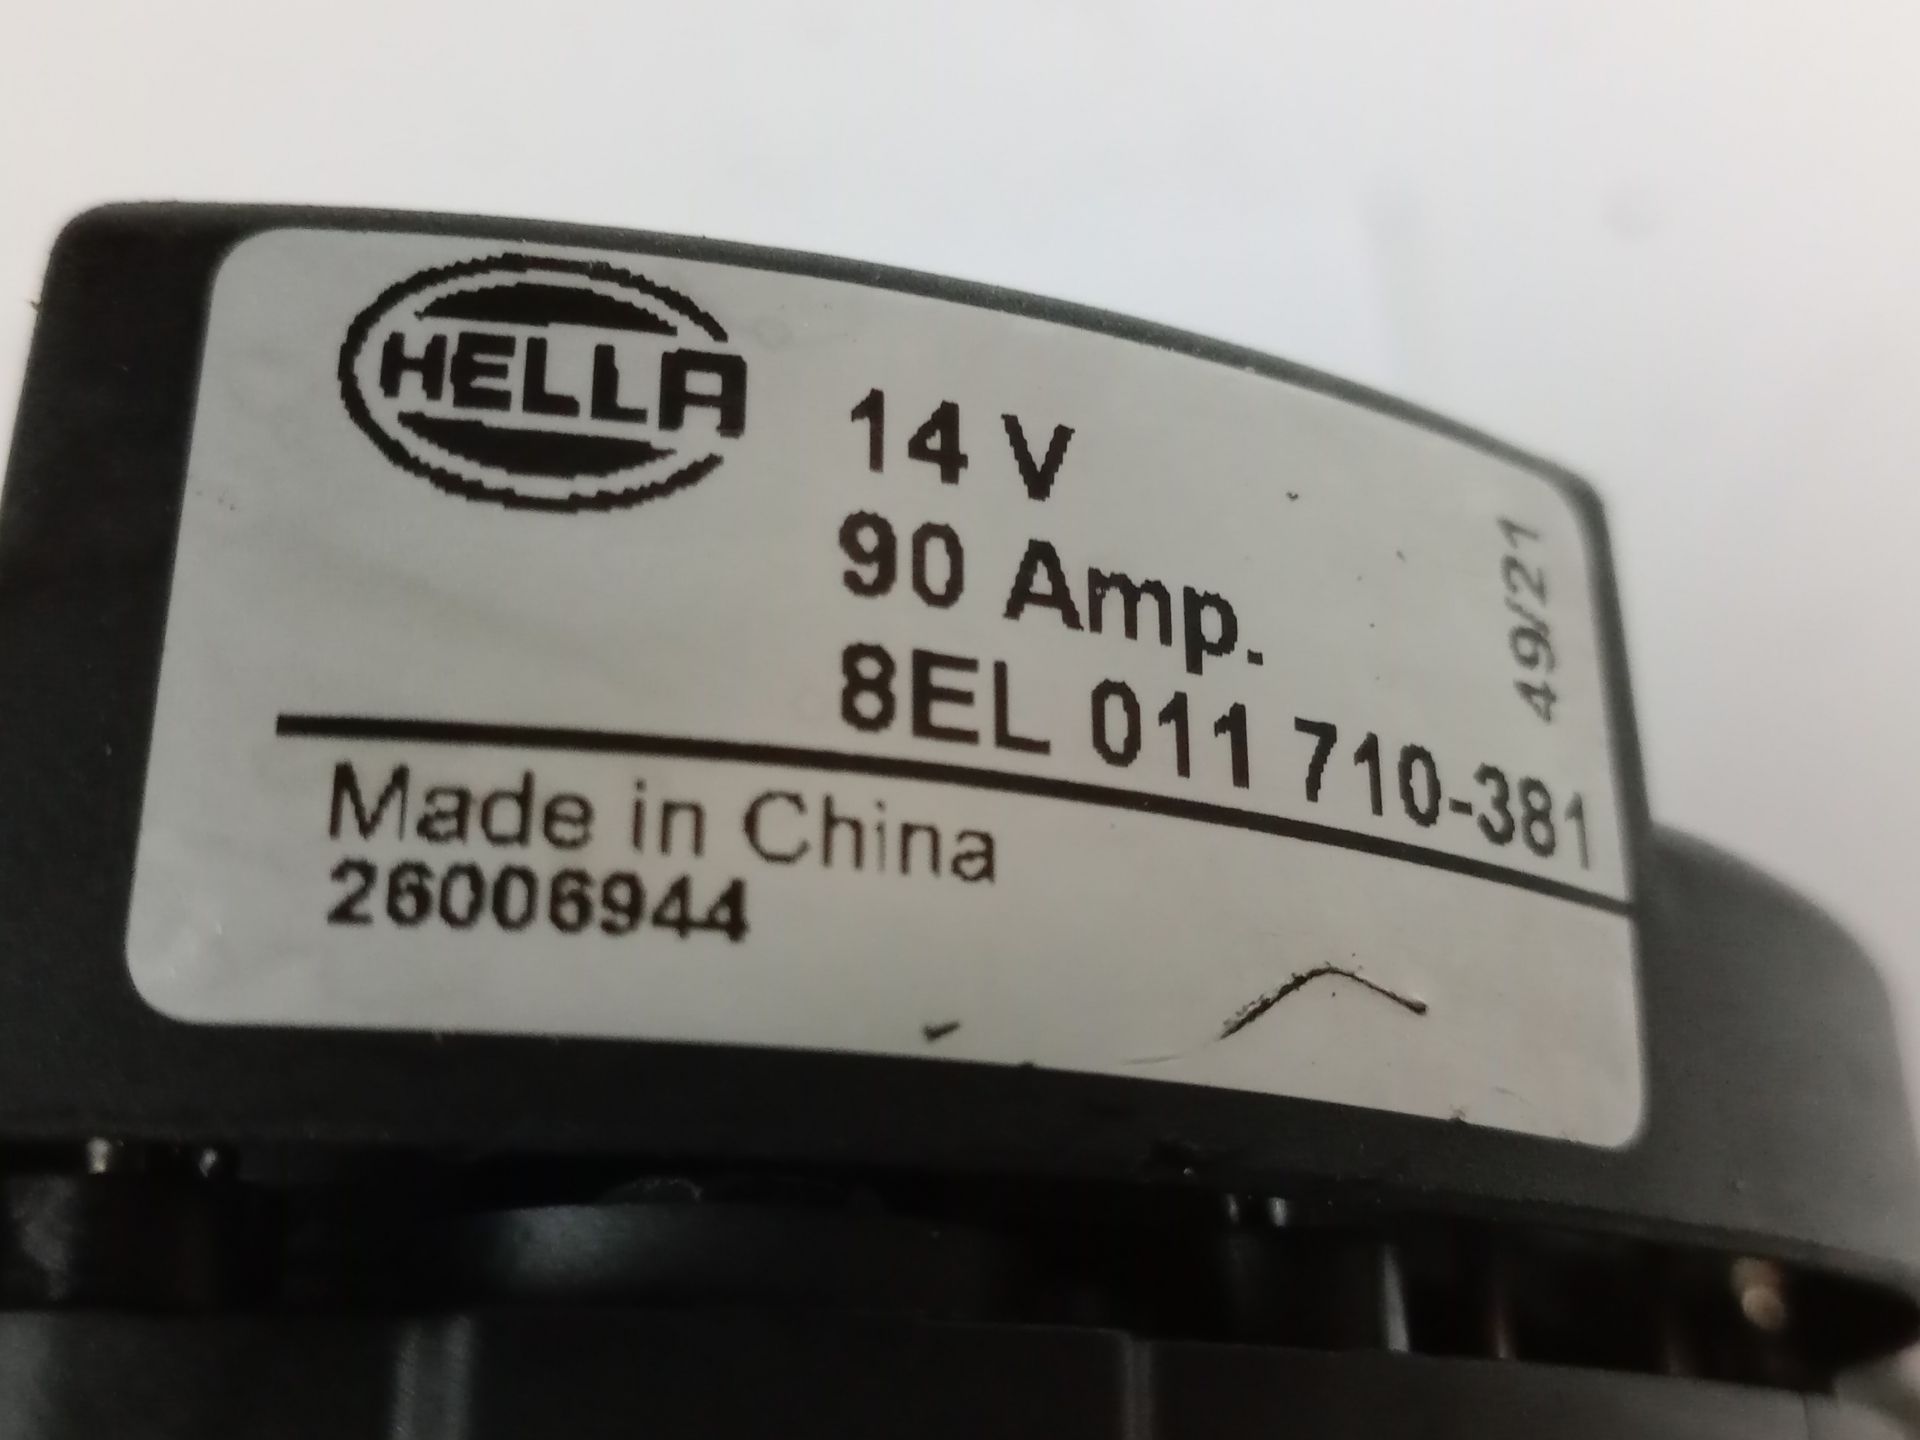 HELLA
14 V
90 Amp.
8EL 011 710-381
49/21
Made in China
26006944